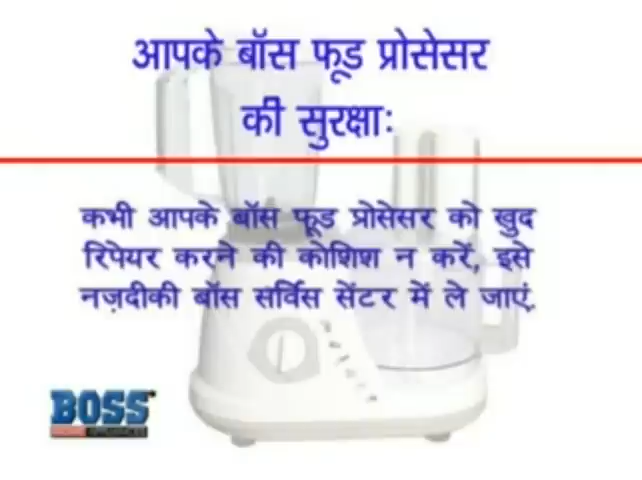 आपके बॉस फूड प्रोसेसर
की सुरक्षा:
कभी आपके बॉस फूड प्रोसेसर को खुद
रिपेयर करने की कोशिश न करें, इसे
नज़दीकी बॉस सर्विस सेंटर में ले जाएं.
BOSS